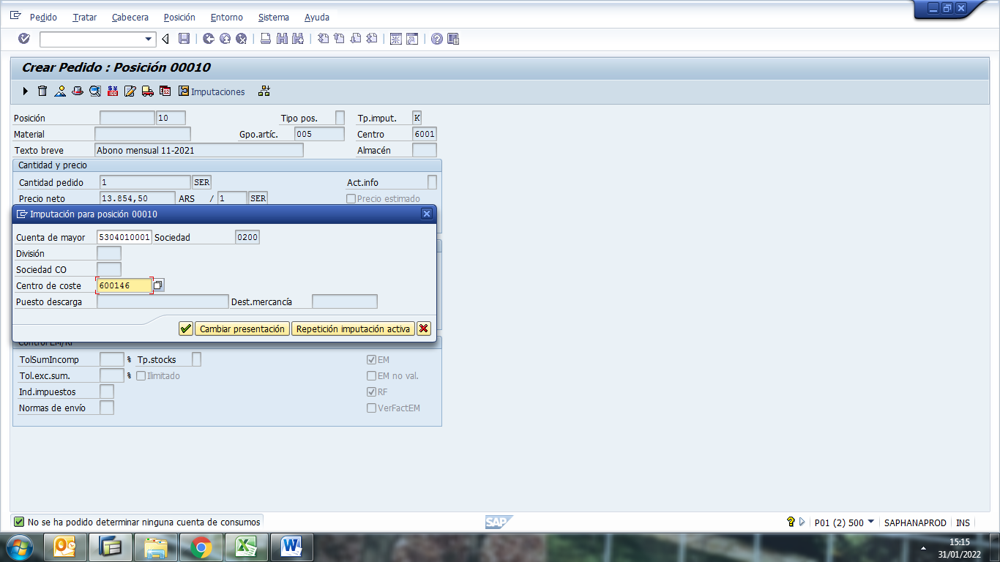 Pedido Tratar Cabecera Posición Entorno Sistema Ayuda
Crear Pedido : Posición 00010
Imputaciones
Posición 10 Tipo pos. Tp.imput. K
Material Gpo.artíc. 005 Centro 6001
Texto breve Abono mensual 11-2021 Almacén
Cantidad y precio
Cantidad pedido 1 SER Act.info
Precio neto 13.854,50 ARS / 1 SER Precio estimado
Imputación para posición 00010
Cuenta de mayor 5304010001 Sociedad 0200
División
Sociedad CO
Centro de coste 600146
Puesto descarga Dest.mercancía
Cambiar presentación Repetición imputación activa
Control EM/RF
TolSumIncomp % Tp.stocks EM
Tol.exc.sum. % Ilimitado EM no val.
Ind.impuestos RF
Normas de envío VerFactEM
No se ha podido determinar ninguna cuenta de consumos SAP P01 (2) 500 SAPHANAPROD INS
15:15
31/01/2022